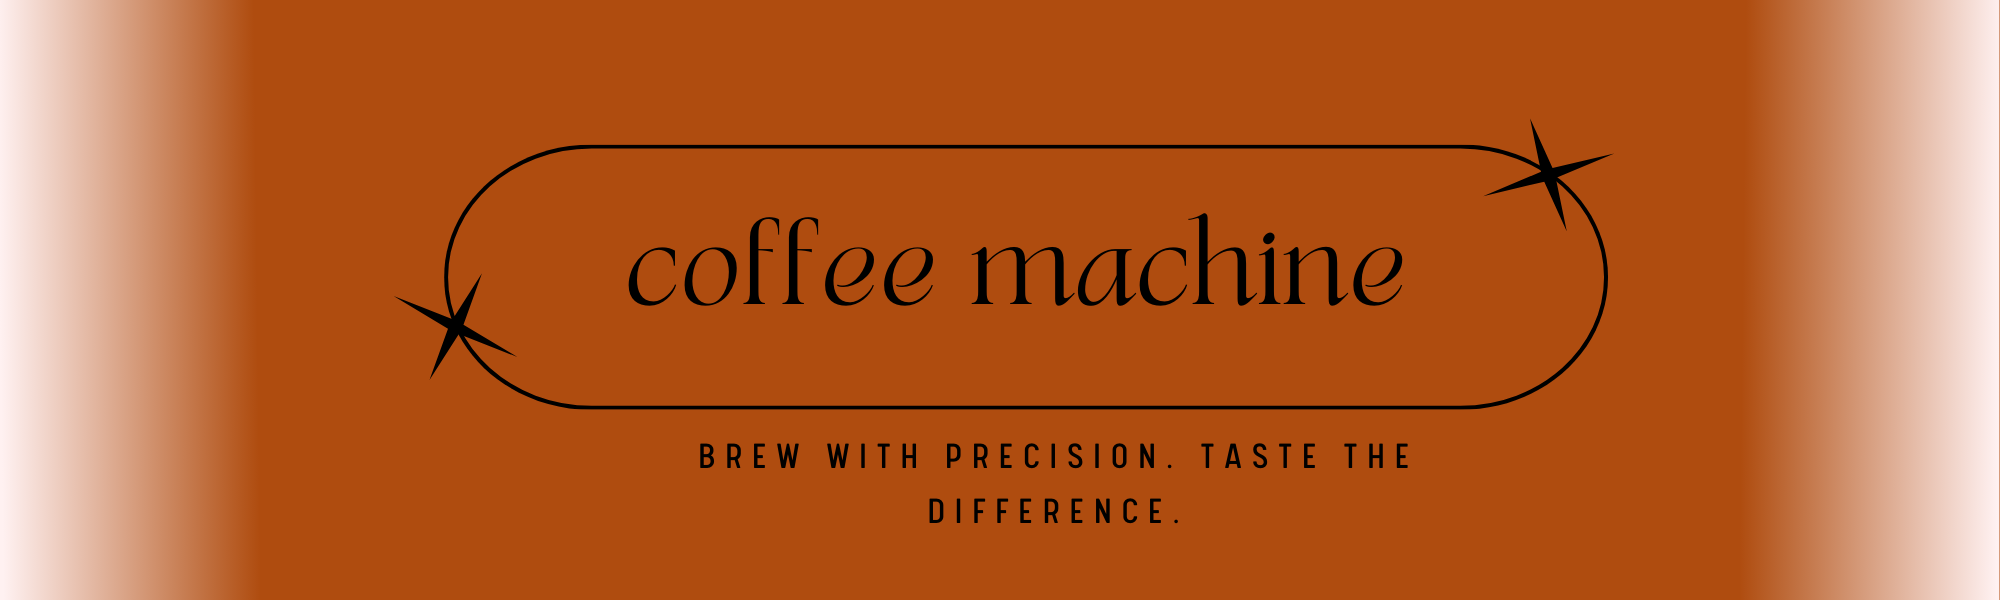 coffee machine
BREW WITH PRECISION. TASTE THE
DIFFERENCE.